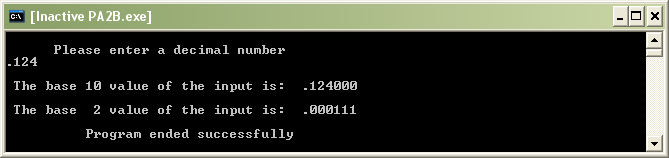 [Inactive PA2B.exe]
Please enter a decimal number
.124
The base 10 value of the input is: .124000
The base 2 value of the input is: .000111
Program ended successfully